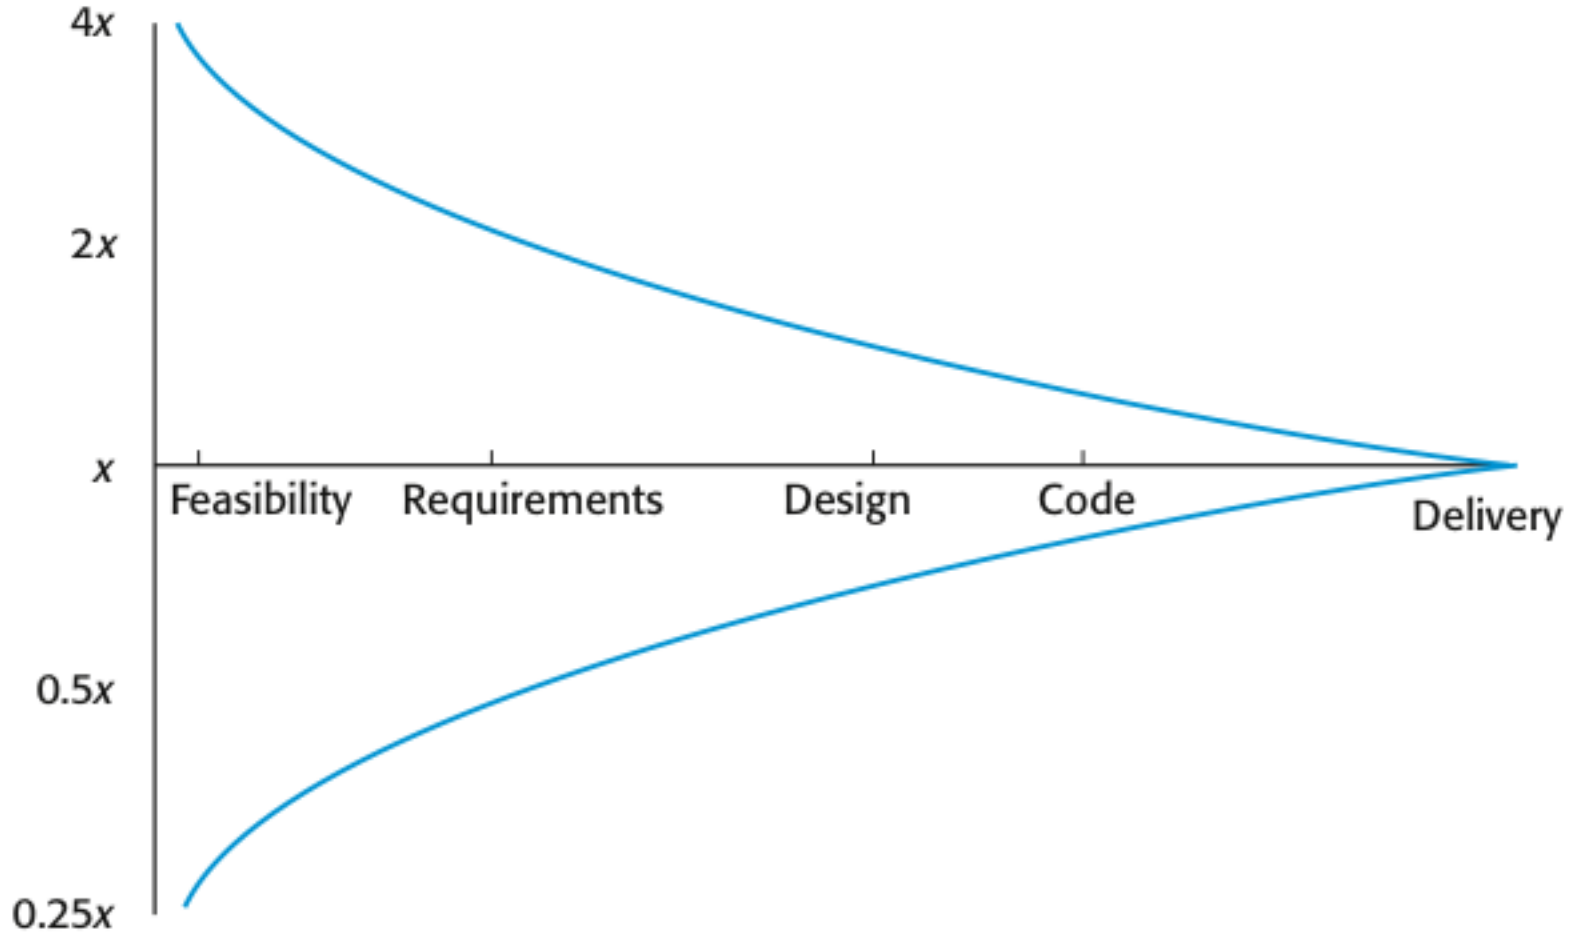 4x
2x
x
Feasibility Requirements Design Code Delivery
0.5x
0.25x